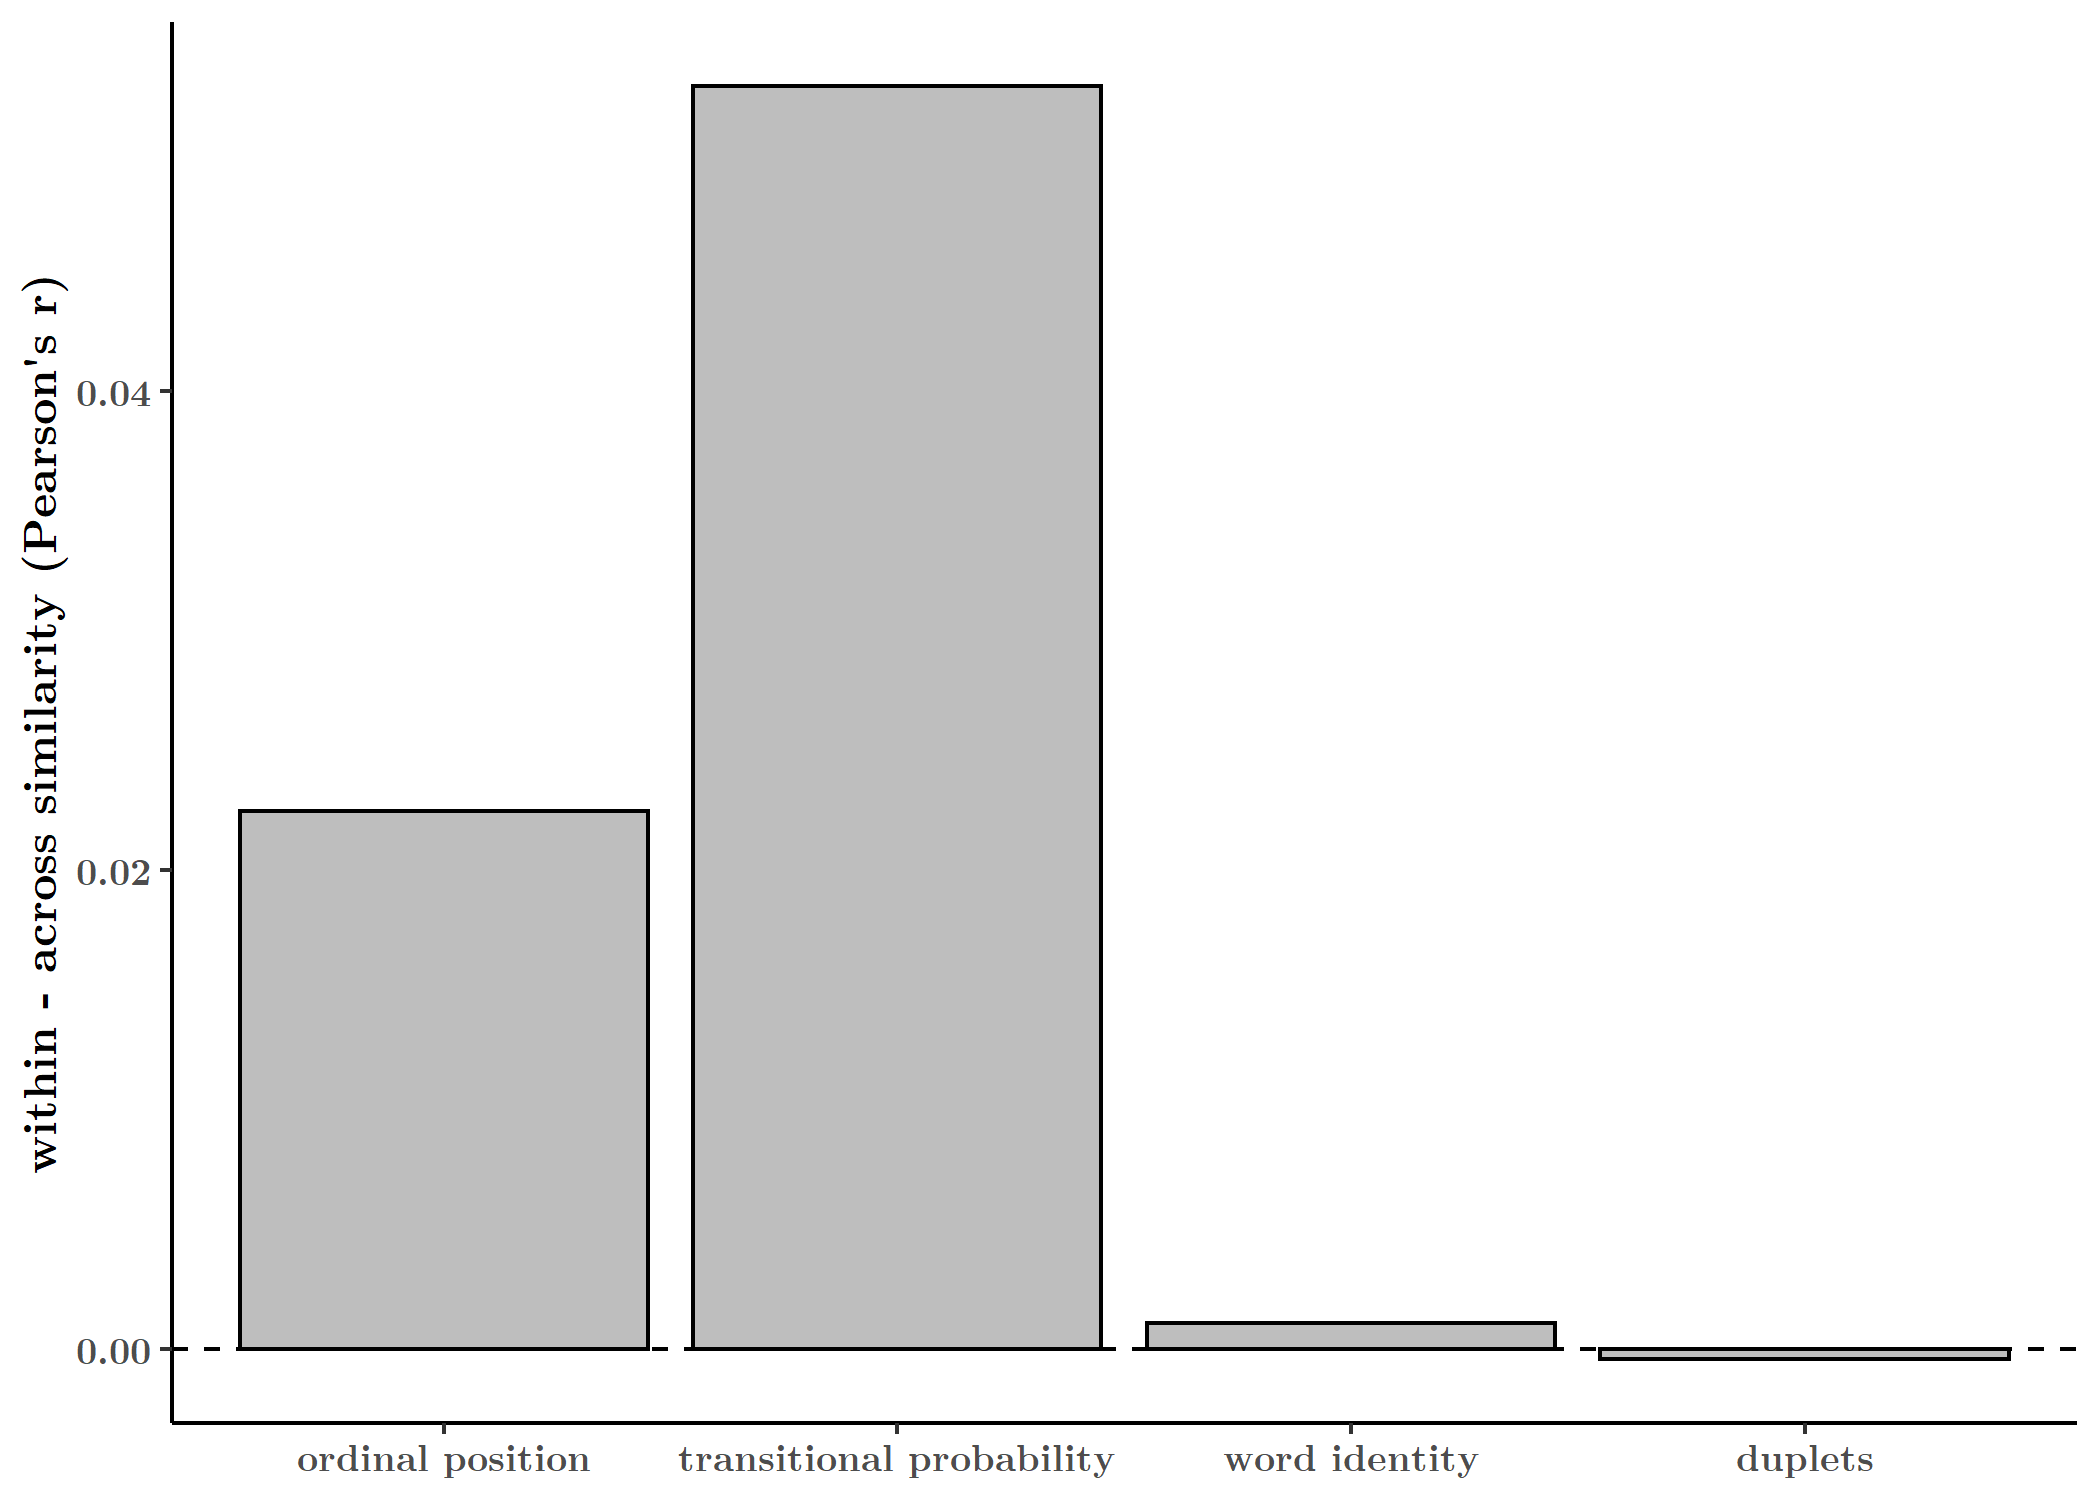 within - across similarity (Pearson's r)
0.04
0.02
0.00
ordinal position
transitional probability
word identity
duplets